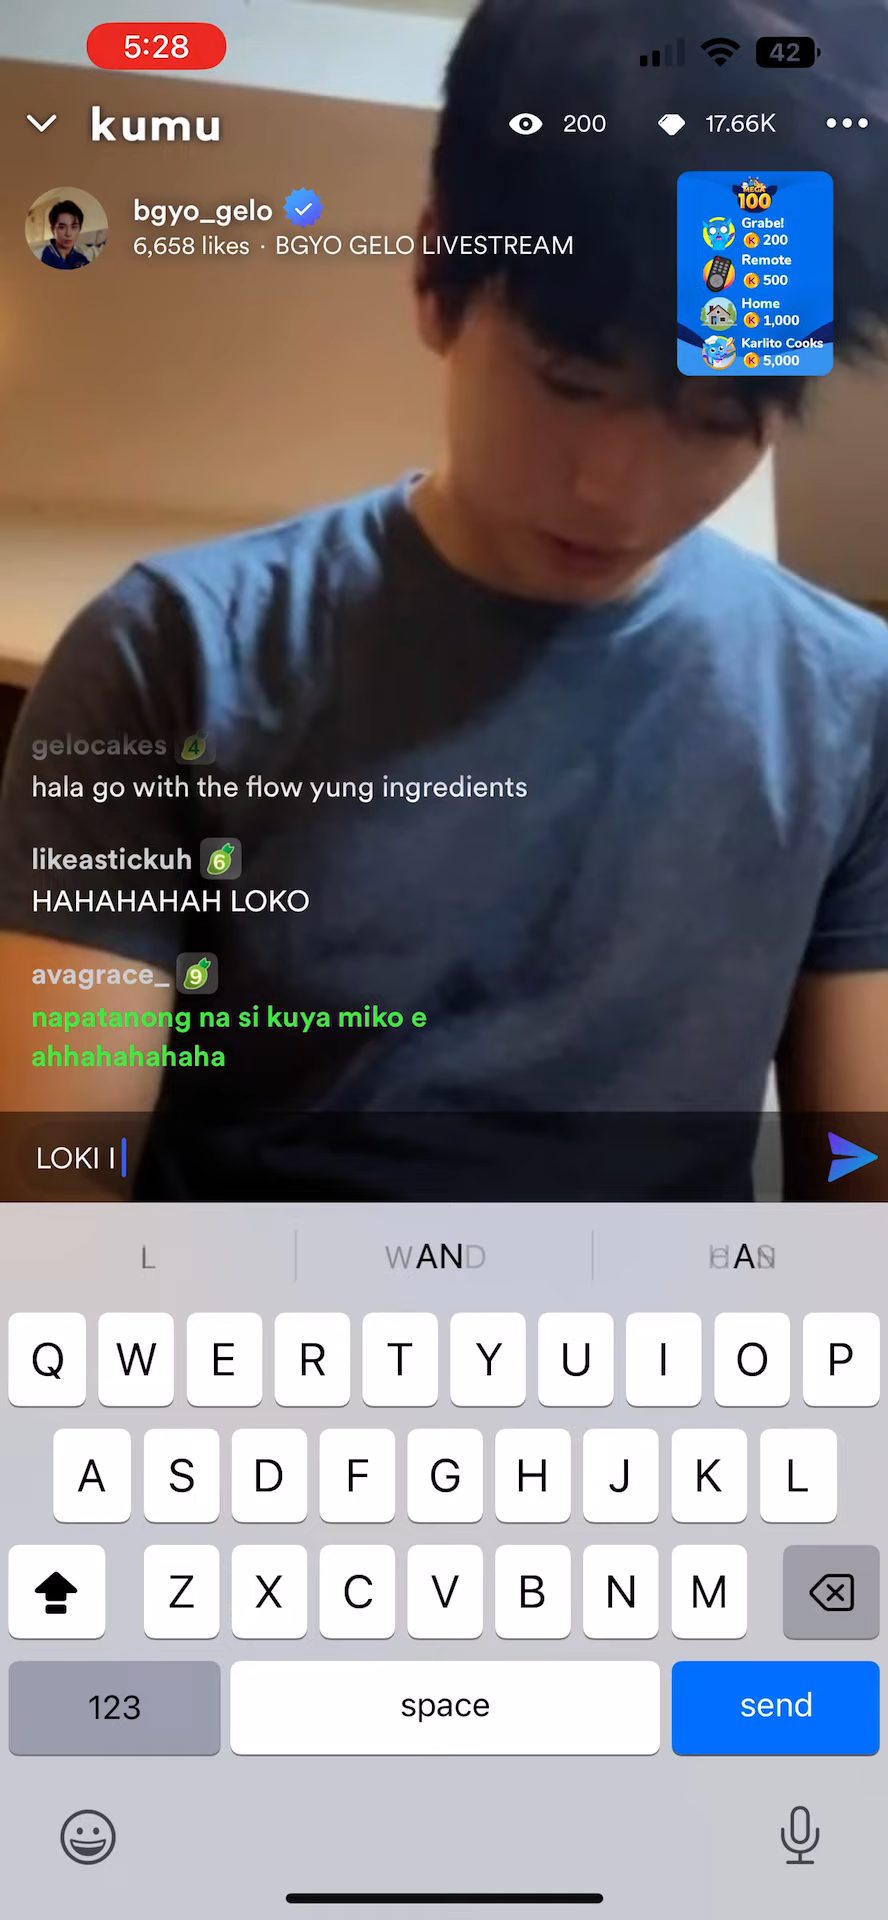 5:28
42
kumu
200
17.66K
bgyo_gelo
6,658 likes · BGYO GELO LIVESTREAM
MEGA
100
Grabe!
K 200
Remote
K 500
Home
K 1,000
Karlito Cooks
K 5,000
gelocakes 4
hala go with the flow yung ingredients
likeastickuh 6
HAHAHAHAH LOKO
avagrace_ 9
napatanong na si kuya miko e
ahhahahahaha
LOKI I
L
Q W E R T Y U I O P
A S D F G H J K L
Z X C V B N M
123
space
send